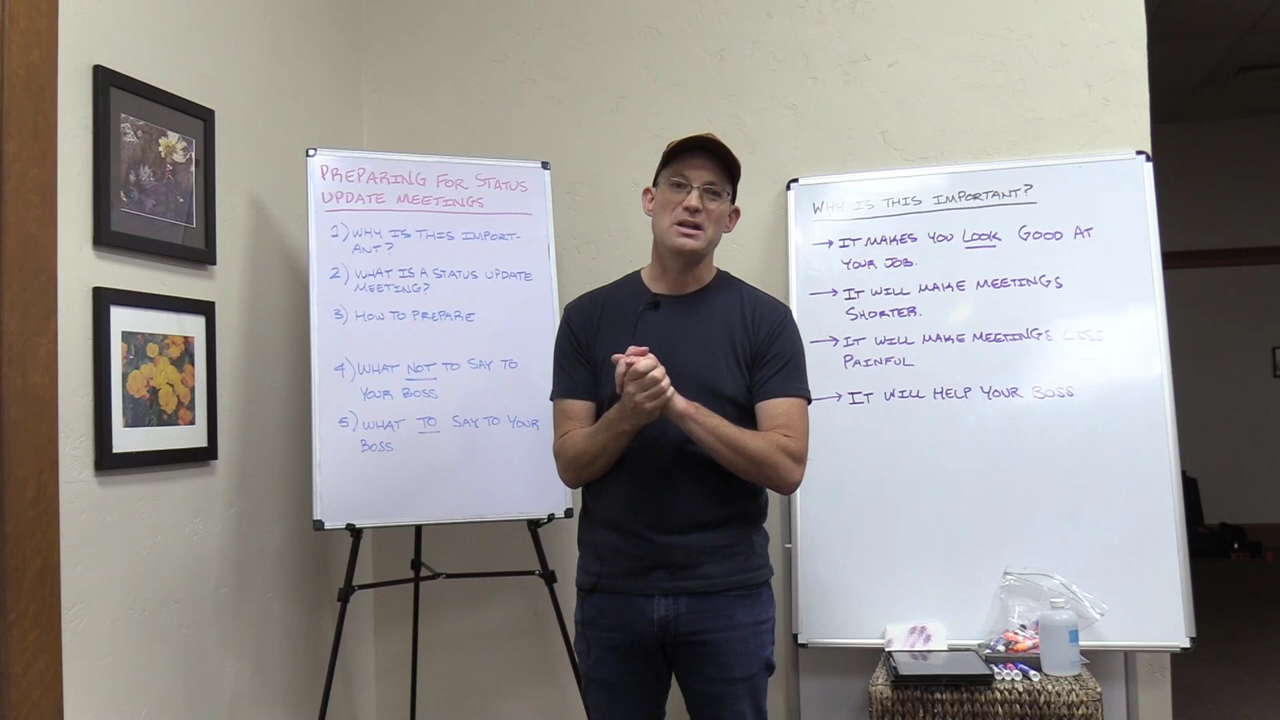 PREPARING FOR STATUS
UPDATE MEETINGS
1) WHY IS THIS IMPORT-
ANT?
2) WHAT IS A STATUS UPDATE
MEETING?
3) HOW TO PREPARE
4) WHAT NOT TO SAY TO
YOUR BOSS
5) WHAT TO SAY TO YOUR
BOSS
WHY IS THIS IMPORTANT?
→ IT MAKES YOU LOOK GOOD AT
YOUR JOB.
→ IT WILL MAKE MEETINGS
SHORTER.
→ IT WILL MAKE MEETINGS LESS
PAINFUL
→ IT WILL HELP YOUR BOSS